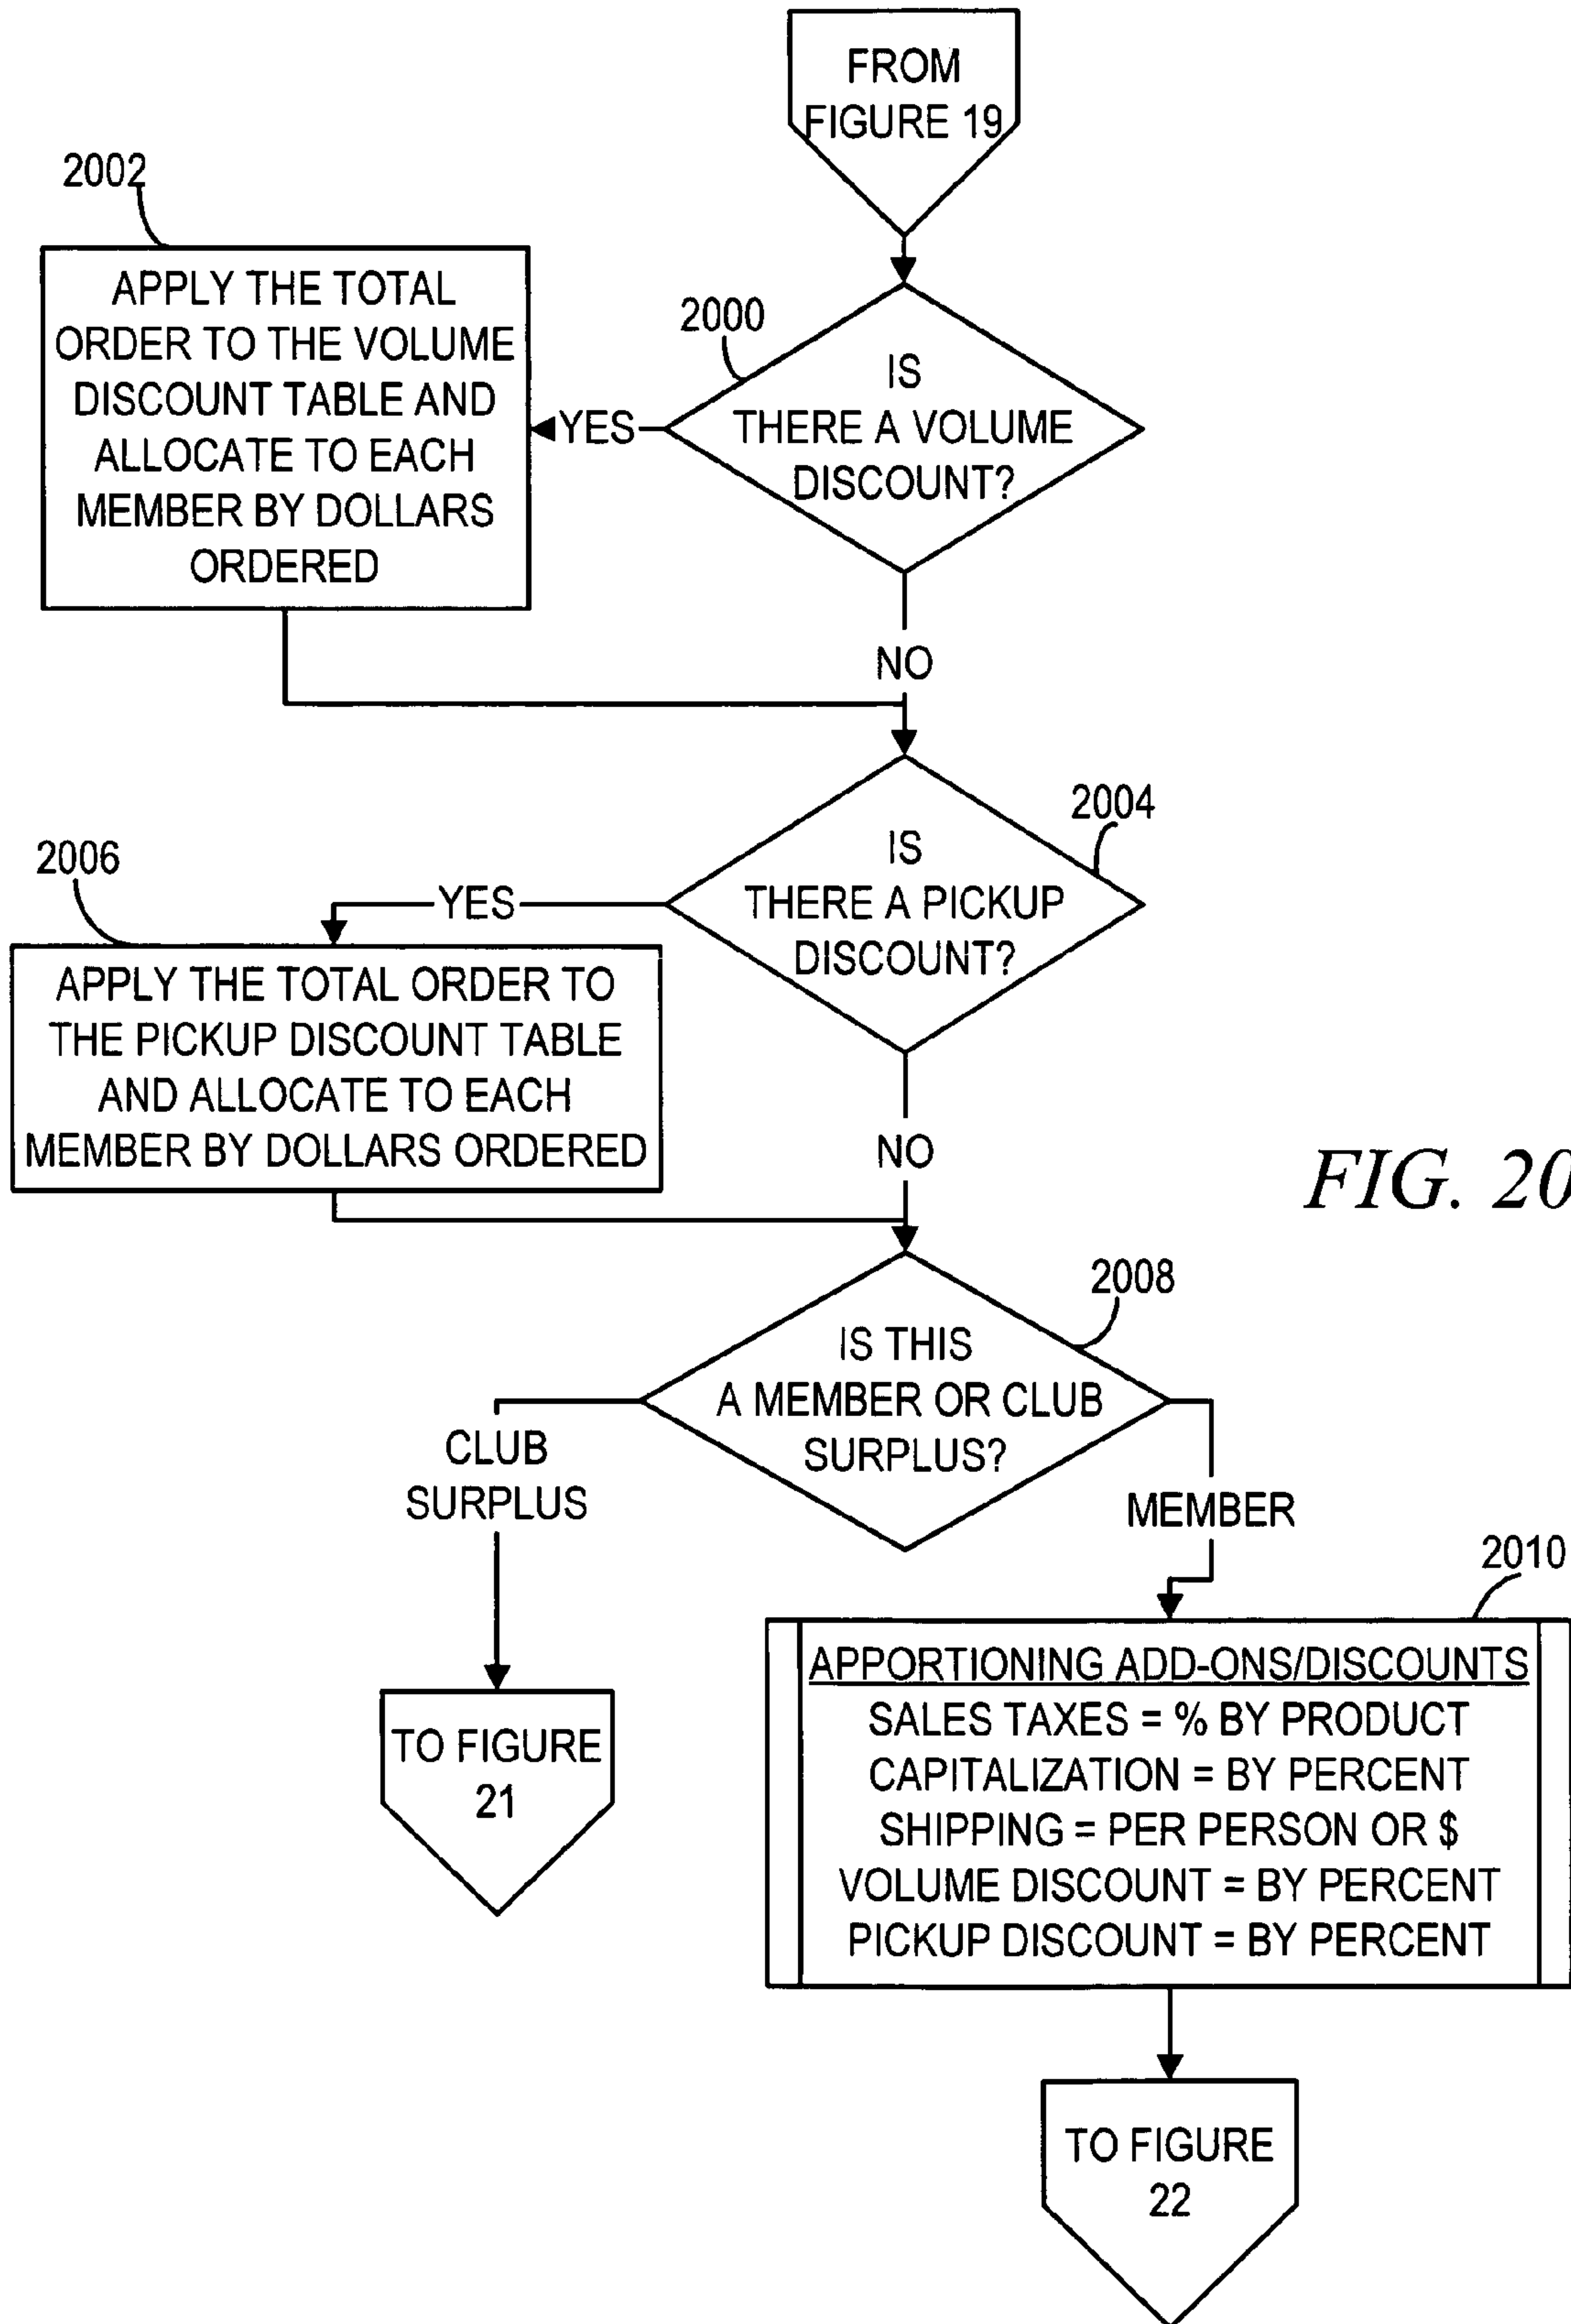 FROM
FIGURE 19
2002
APPLY THE TOTAL
ORDER TO THE VOLUME
DISCOUNT TABLE AND
ALLOCATE TO EACH
MEMBER BY DOLLARS
ORDERED
2000
IS
THERE A VOLUME
DISCOUNT?
YES
NO
2004
IS
THERE A PICKUP
DISCOUNT?
YES
2006
APPLY THE TOTAL ORDER TO
THE PICKUP DISCOUNT TABLE
AND ALLOCATE TO EACH
MEMBER BY DOLLARS ORDERED
NO
FIG. 20
2008
IS THIS
A MEMBER OR CLUB
SURPLUS?
CLUB
SURPLUS
MEMBER
TO FIGURE
21
2010
APPORTIONING ADD-ONS/DISCOUNTS
SALES TAXES = % BY PRODUCT
CAPITALIZATION = BY PERCENT
SHIPPING = PER PERSON OR $
VOLUME DISCOUNT = BY PERCENT
PICKUP DISCOUNT = BY PERCENT
TO FIGURE
22